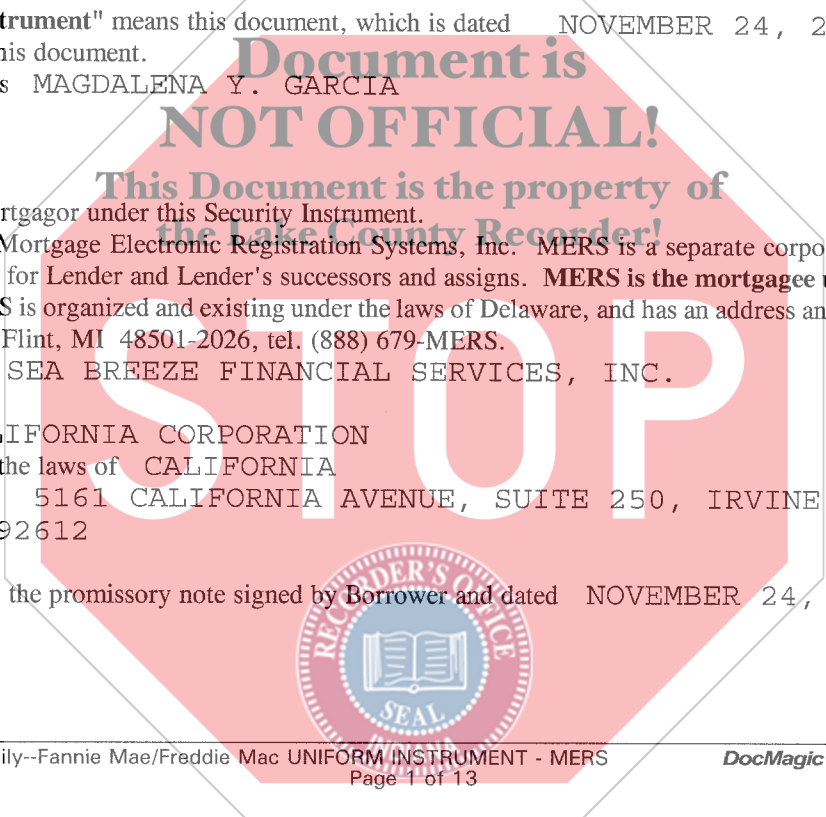 trument" means this document, which is dated NOVEMBER 24, 2
Document is
his document.
s MAGDALENA Y. GARCIA
NOT OFFICIAL!
This Document is the property of
rtgagor under this Security Instrument.
the Lake County Recorder!
Mortgage Electronic Registration Systems, Inc. MERS is a separate corpo
for Lender and Lender's successors and assigns. MERS is the mortgagee u
S is organized and existing under the laws of Delaware, and has an address an
Flint, MI 48501-2026, tel. (888) 679-MERS.
STOP
SEA BREEZE FINANCIAL SERVICES, INC.
LIFORNIA CORPORATION
the laws of CALIFORNIA
5161 CALIFORNIA AVENUE, SUITE 250, IRVINE
92612
the promissory note signed by Borrower and dated NOVEMBER 24,
RECORDER'S OFFICE
SEAL
INDIANA
ily--Fannie Mae/Freddie Mac UNIFORM INSTRUMENT - MERS DocMagic
Page 1 of 13